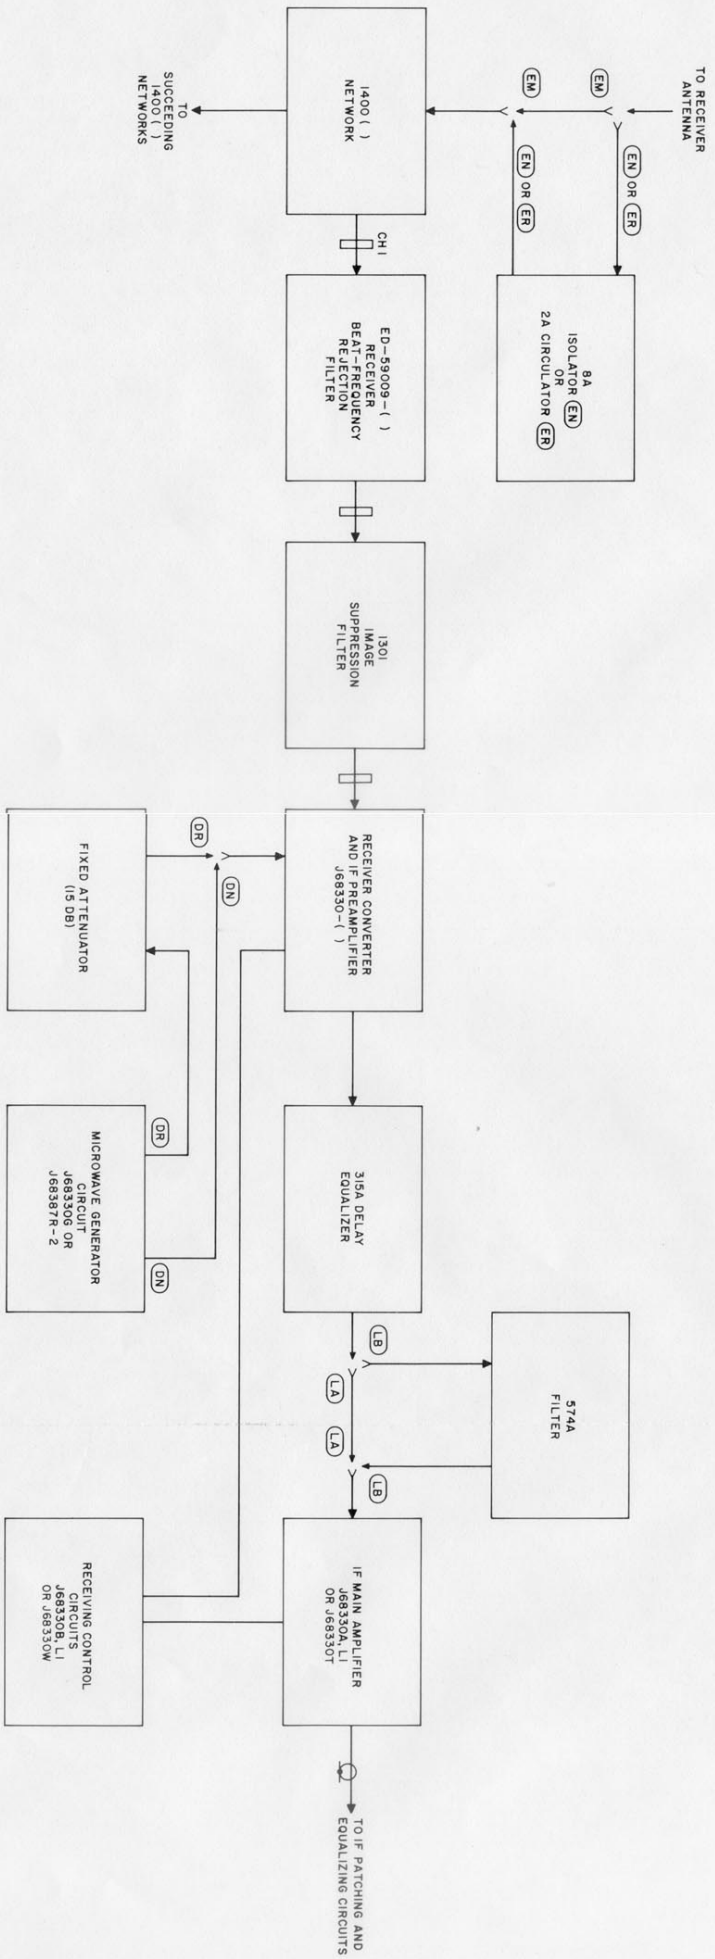 TO RECEIVER
ANTENNA
EM
EM
EN OR ER
EN OR ER
8A
ISOLATOR EN
OR
2A CIRCULATOR ER
1400 ( )
NETWORK
TO
SUCCEEDING
1400 ( )
NETWORKS
CH 1
ED-59009-( )
RECEIVER
BEAT-FREQUENCY
REJECTION
FILTER
1301
IMAGE
SUPPRESSION
FILTER
RECEIVER CONVERTER
AND IF PREAMPLIFIER
J68330-( )
DR
DN
FIXED ATTENUATOR
(15 DB)
DR
DN
MICROWAVE GENERATOR
CIRCUIT
J68330G OR
J68387R-2
315A DELAY
EQUALIZER
LB
LA
LA
LB
574A
FILTER
IF MAIN AMPLIFIER
J68330A, L1
OR J68330T
RECEIVING CONTROL
CIRCUITS
J68330B, L1
OR J68330W
TO IF PATCHING AND
EQUALIZING CIRCUITS